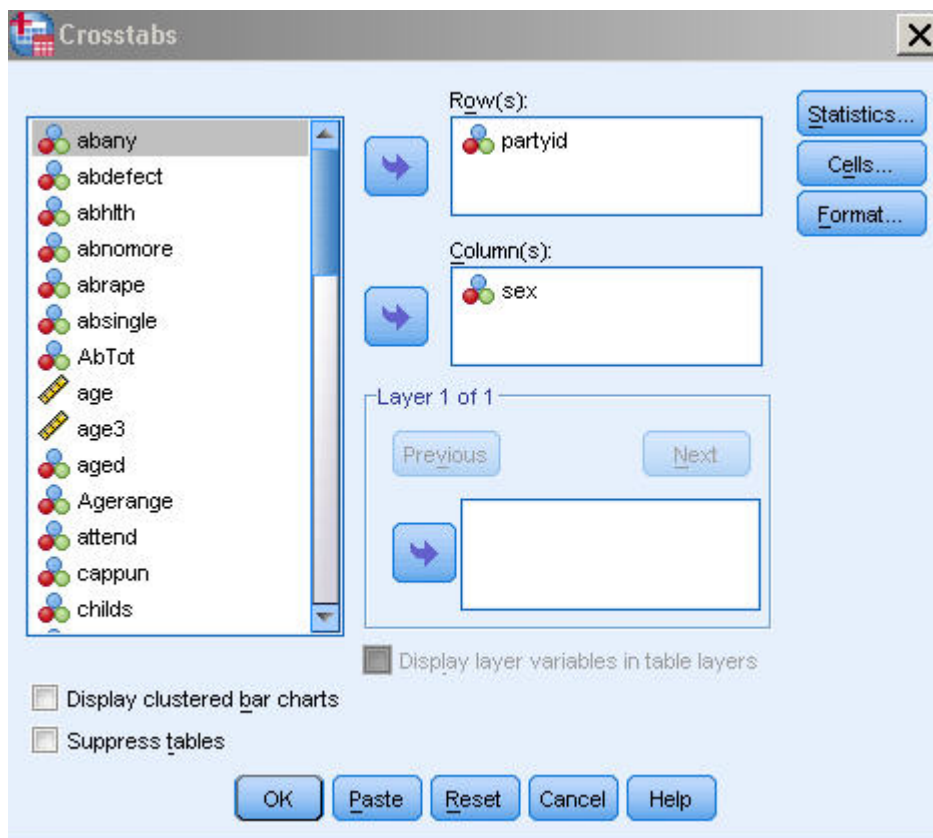 Crosstabs
abany
abdefect
abhlth
abnomore
abrape
absingle
AbTot
age
age3
aged
Agerange
attend
cappun
childs
Row(s):
partyid
Column(s):
sex
Layer 1 of 1
Previous
Next
Display layer variables in table layers
Statistics...
Cells...
Format...
Display clustered bar charts
Suppress tables
OK
Paste
Reset
Cancel
Help